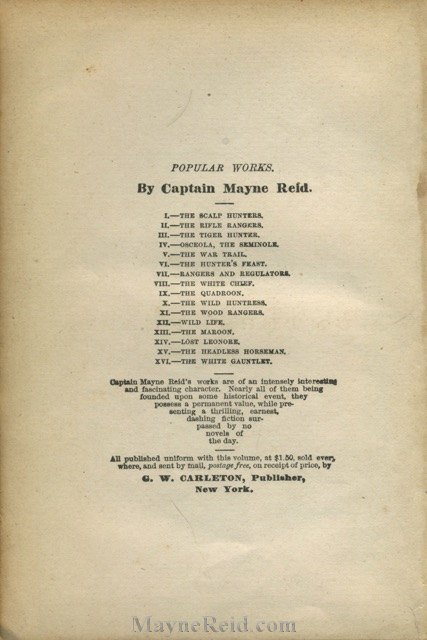 POPULAR WORKS.
By Captain Mayne Reid.
I.—THE SCALP HUNTERS.
II.—THE RIFLE RANGERS.
III.—THE TIGER HUNTER.
IV.—OSCEOLA, THE SEMINOLE.
V.—THE WAR TRAIL.
VI.—THE HUNTER'S FEAST.
VII.—RANGERS AND REGULATORS.
VIII.—THE WHITE CHIEF.
IX.—THE QUADROON.
X.—THE WILD HUNTRESS.
XI.—THE WOOD RANGERS.
XII.—WILD LIFE.
XIII.—THE MAROON.
XIV.—LOST LEONORE.
XV.—THE HEADLESS HORSEMAN.
XVI.—THE WHITE GAUNTLET.
Captain Mayne Reid's works are of an intensely interesting
and fascinating character. Nearly all of them being
founded upon some historical event, they
possess a permanent value, while pre-
senting a thrilling, earnest,
dashing fiction sur-
passed by no
novels of
the day.
All published uniform with this volume, at $1.50, sold every
where, and sent by mail, postage free, on receipt of price, by
G. W. CARLETON, Publisher,
New York.
MayneReid.com